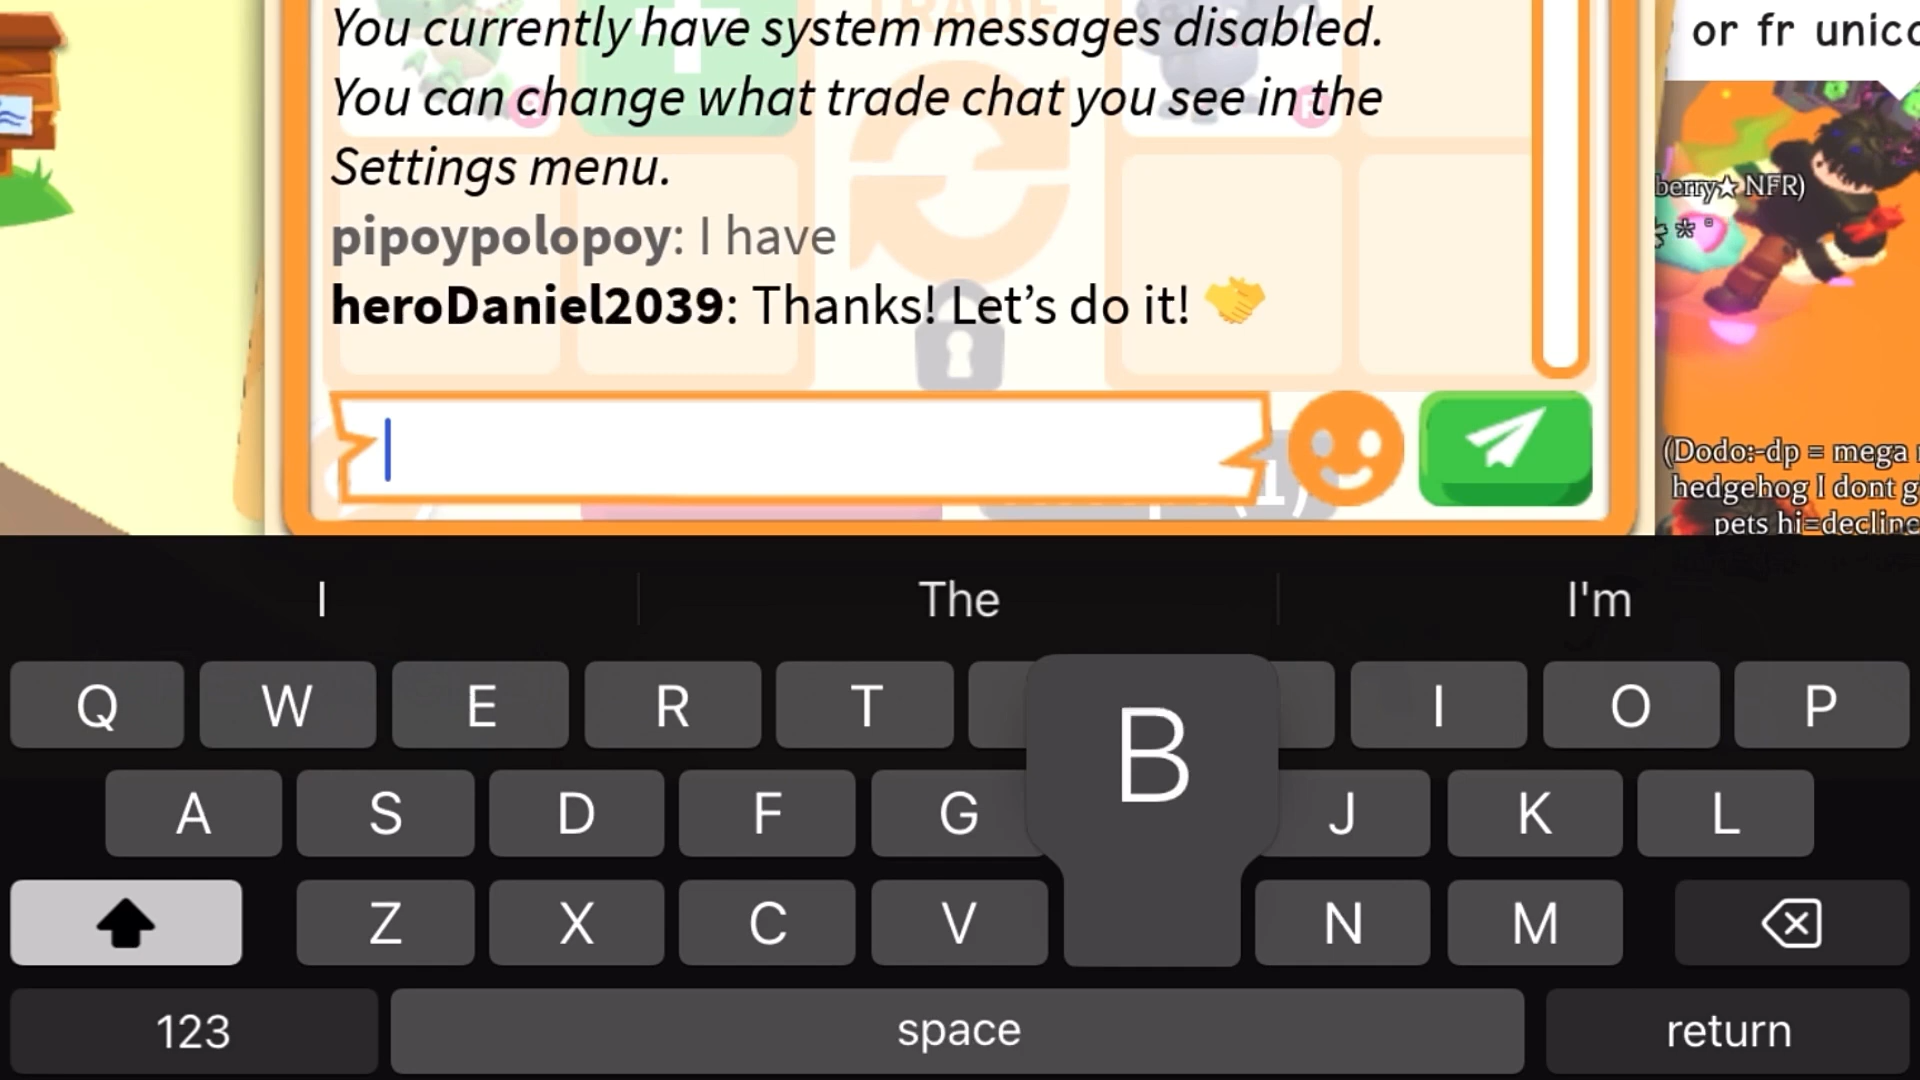 TRADE
You currently have system messages disabled.
You can change what trade chat you see in the
Settings menu.
pipoypolopoy: I have
heroDaniel2039: Thanks! Let’s do it! 🤝
or fr
berry★ NFR)
(Dodo:-dp = mega
hedgehog I dont
pets hi=decline
I The I'm
Q W E R T I O P
A S D F G J K L
B
Z X C V N M
123 space return